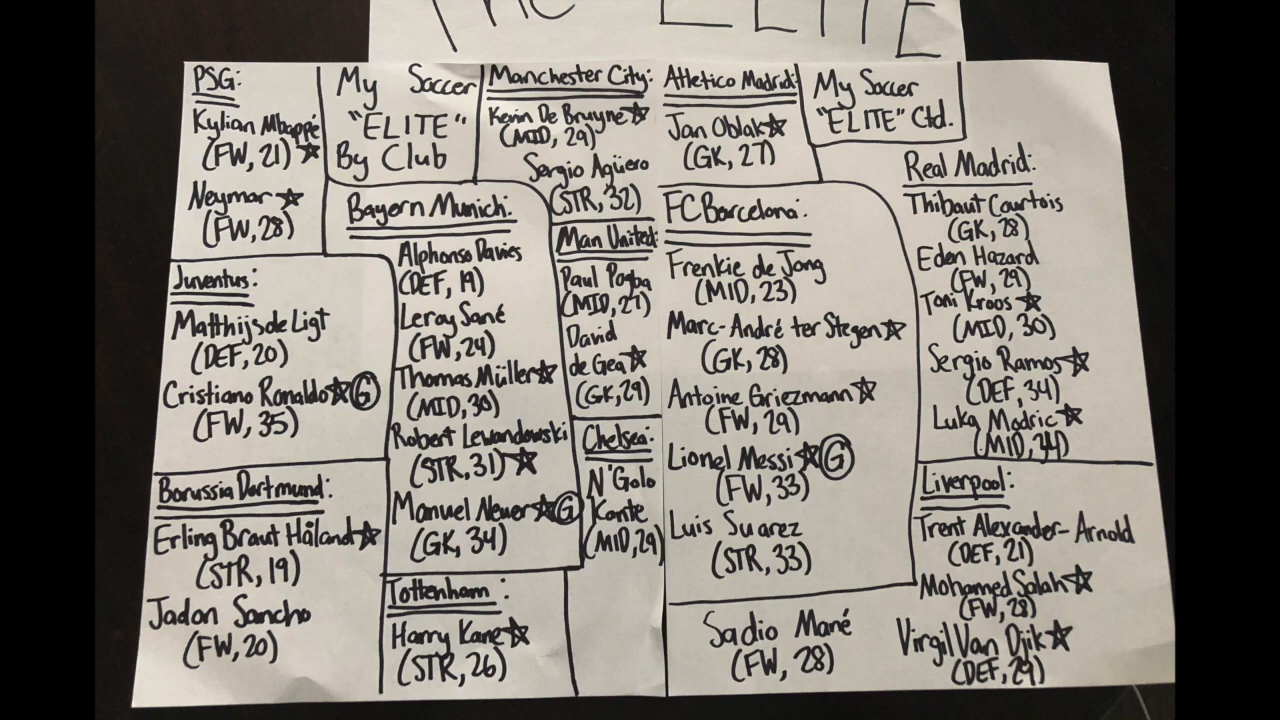 THE ELITE
PSG:
Kylian Mbappé
(FW, 21) ☆
Neymar ☆
(FW, 28)
My Soccer
"ELITE"
By Club
Manchester City:
Kevin De Bruyne ☆
(MID, 29)
Sergio Agüero
(STR, 32)
Juventus:
Matthijs de Ligt
(DEF, 20)
Cristiano Ronaldo ☆ G
(FW, 35)
Borussia Dortmund:
Erling Braut Håland ☆
(STR, 19)
Jadon Sancho
(FW, 20)
Bayern Munich:
Alphonso Davies
(DEF, 19)
Leroy Sané
(FW, 24)
Thomas Müller ☆
(MID, 30)
Robert Lewandowski
(STR, 31) ☆
Manuel Neuer ☆ G
(GK, 34)
Tottenham:
Harry Kane ☆
(STR, 26)
Man United:
Paul Pogba
(MID, 27)
David
de Gea ☆
(GK, 29)
Chelsea:
N'Golo
Kante
(MID, 29)
Atletico Madrid:
Jan Oblak ☆
(GK, 27)
My Soccer
"ELITE" Ctd.
FC Barcelona:
Frenkie de Jong
(MID, 23)
Marc-André ter Stegen ☆
(GK, 28)
Antoine Griezmann ☆
(FW, 29)
Lionel Messi ☆ G
(FW, 33)
Luis Suarez
(STR, 33)
Real Madrid:
Thibaut Courtois
(GK, 28)
Eden Hazard
(FW, 29)
Toni Kroos ☆
(MID, 30)
Sergio Ramos ☆
(DEF, 34)
Luka Modric ☆
(MID, 34)
Liverpool:
Trent Alexander-Arnold
(DEF, 21)
Mohamed Salah ☆
(FW, 28)
Virgil Van Djik ☆
(DEF, 29)
Sadio Mané
(FW, 28)